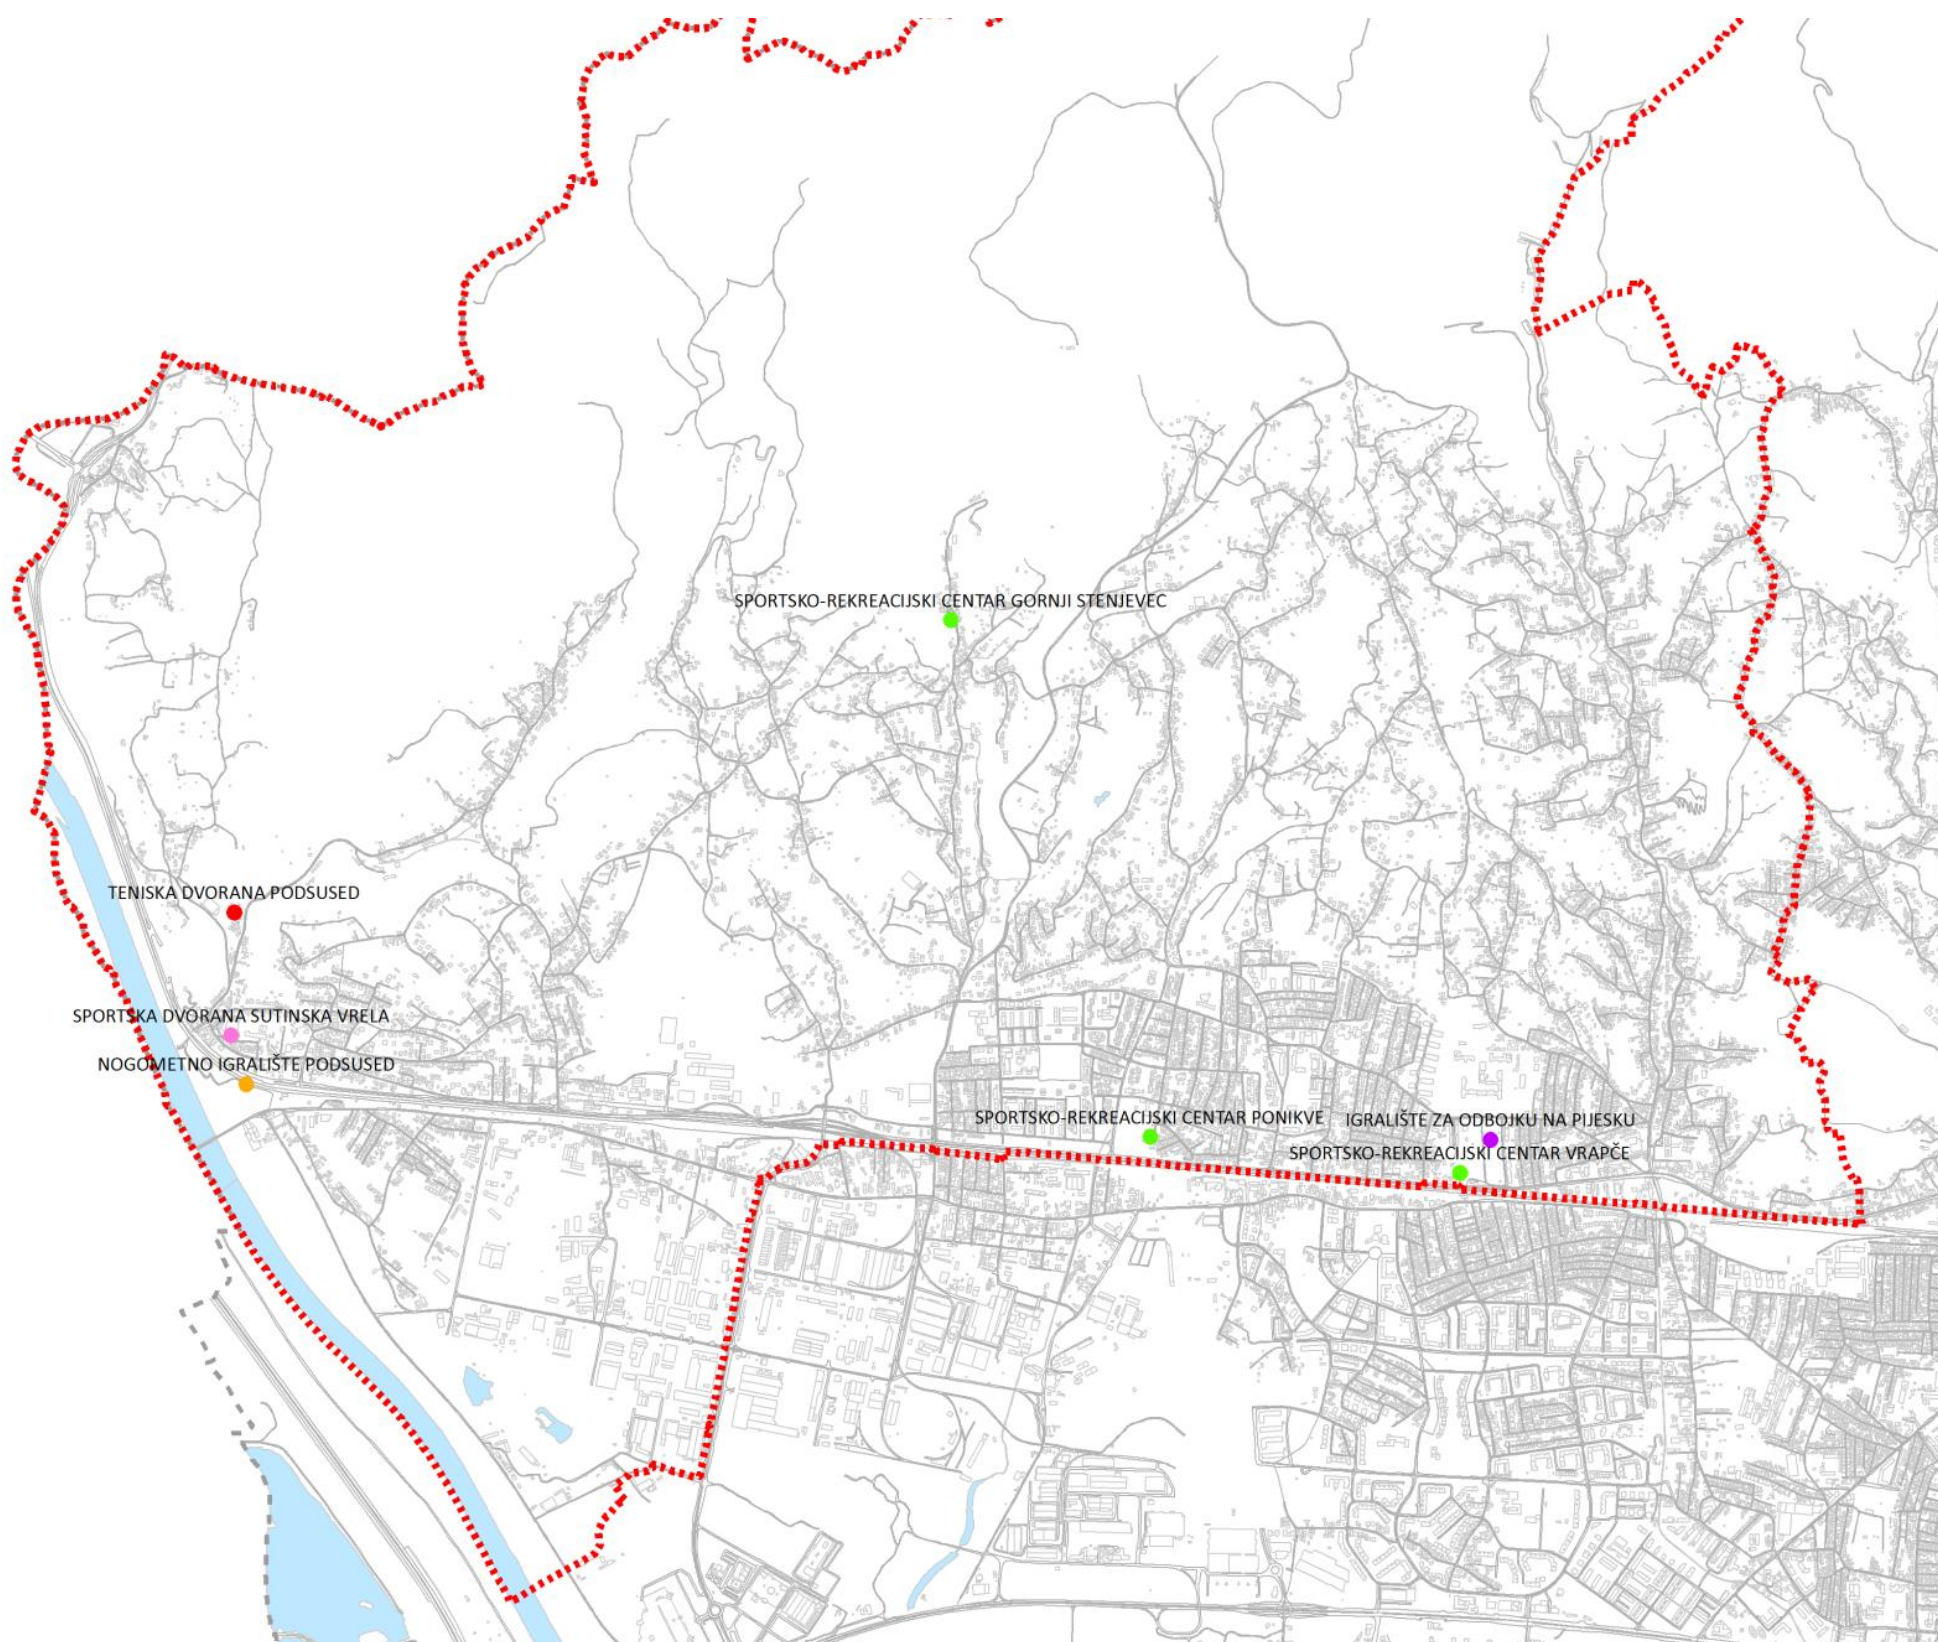 SPORTSKO-REKREACIJSKI CENTAR GORNJI STENJEVEC
TENISKA DVORANA PODSUSED
SPORTSKA DVORANA SUTINSKA VRELA
NOGOMETNO IGRALIŠTE PODSUSED
SPORTSKO-REKREACIJSKI CENTAR PONIKVE
IGRALIŠTE ZA ODBOJKU NA PIJESKU
SPORTSKO-REKREACIJSKI CENTAR VRAPČE